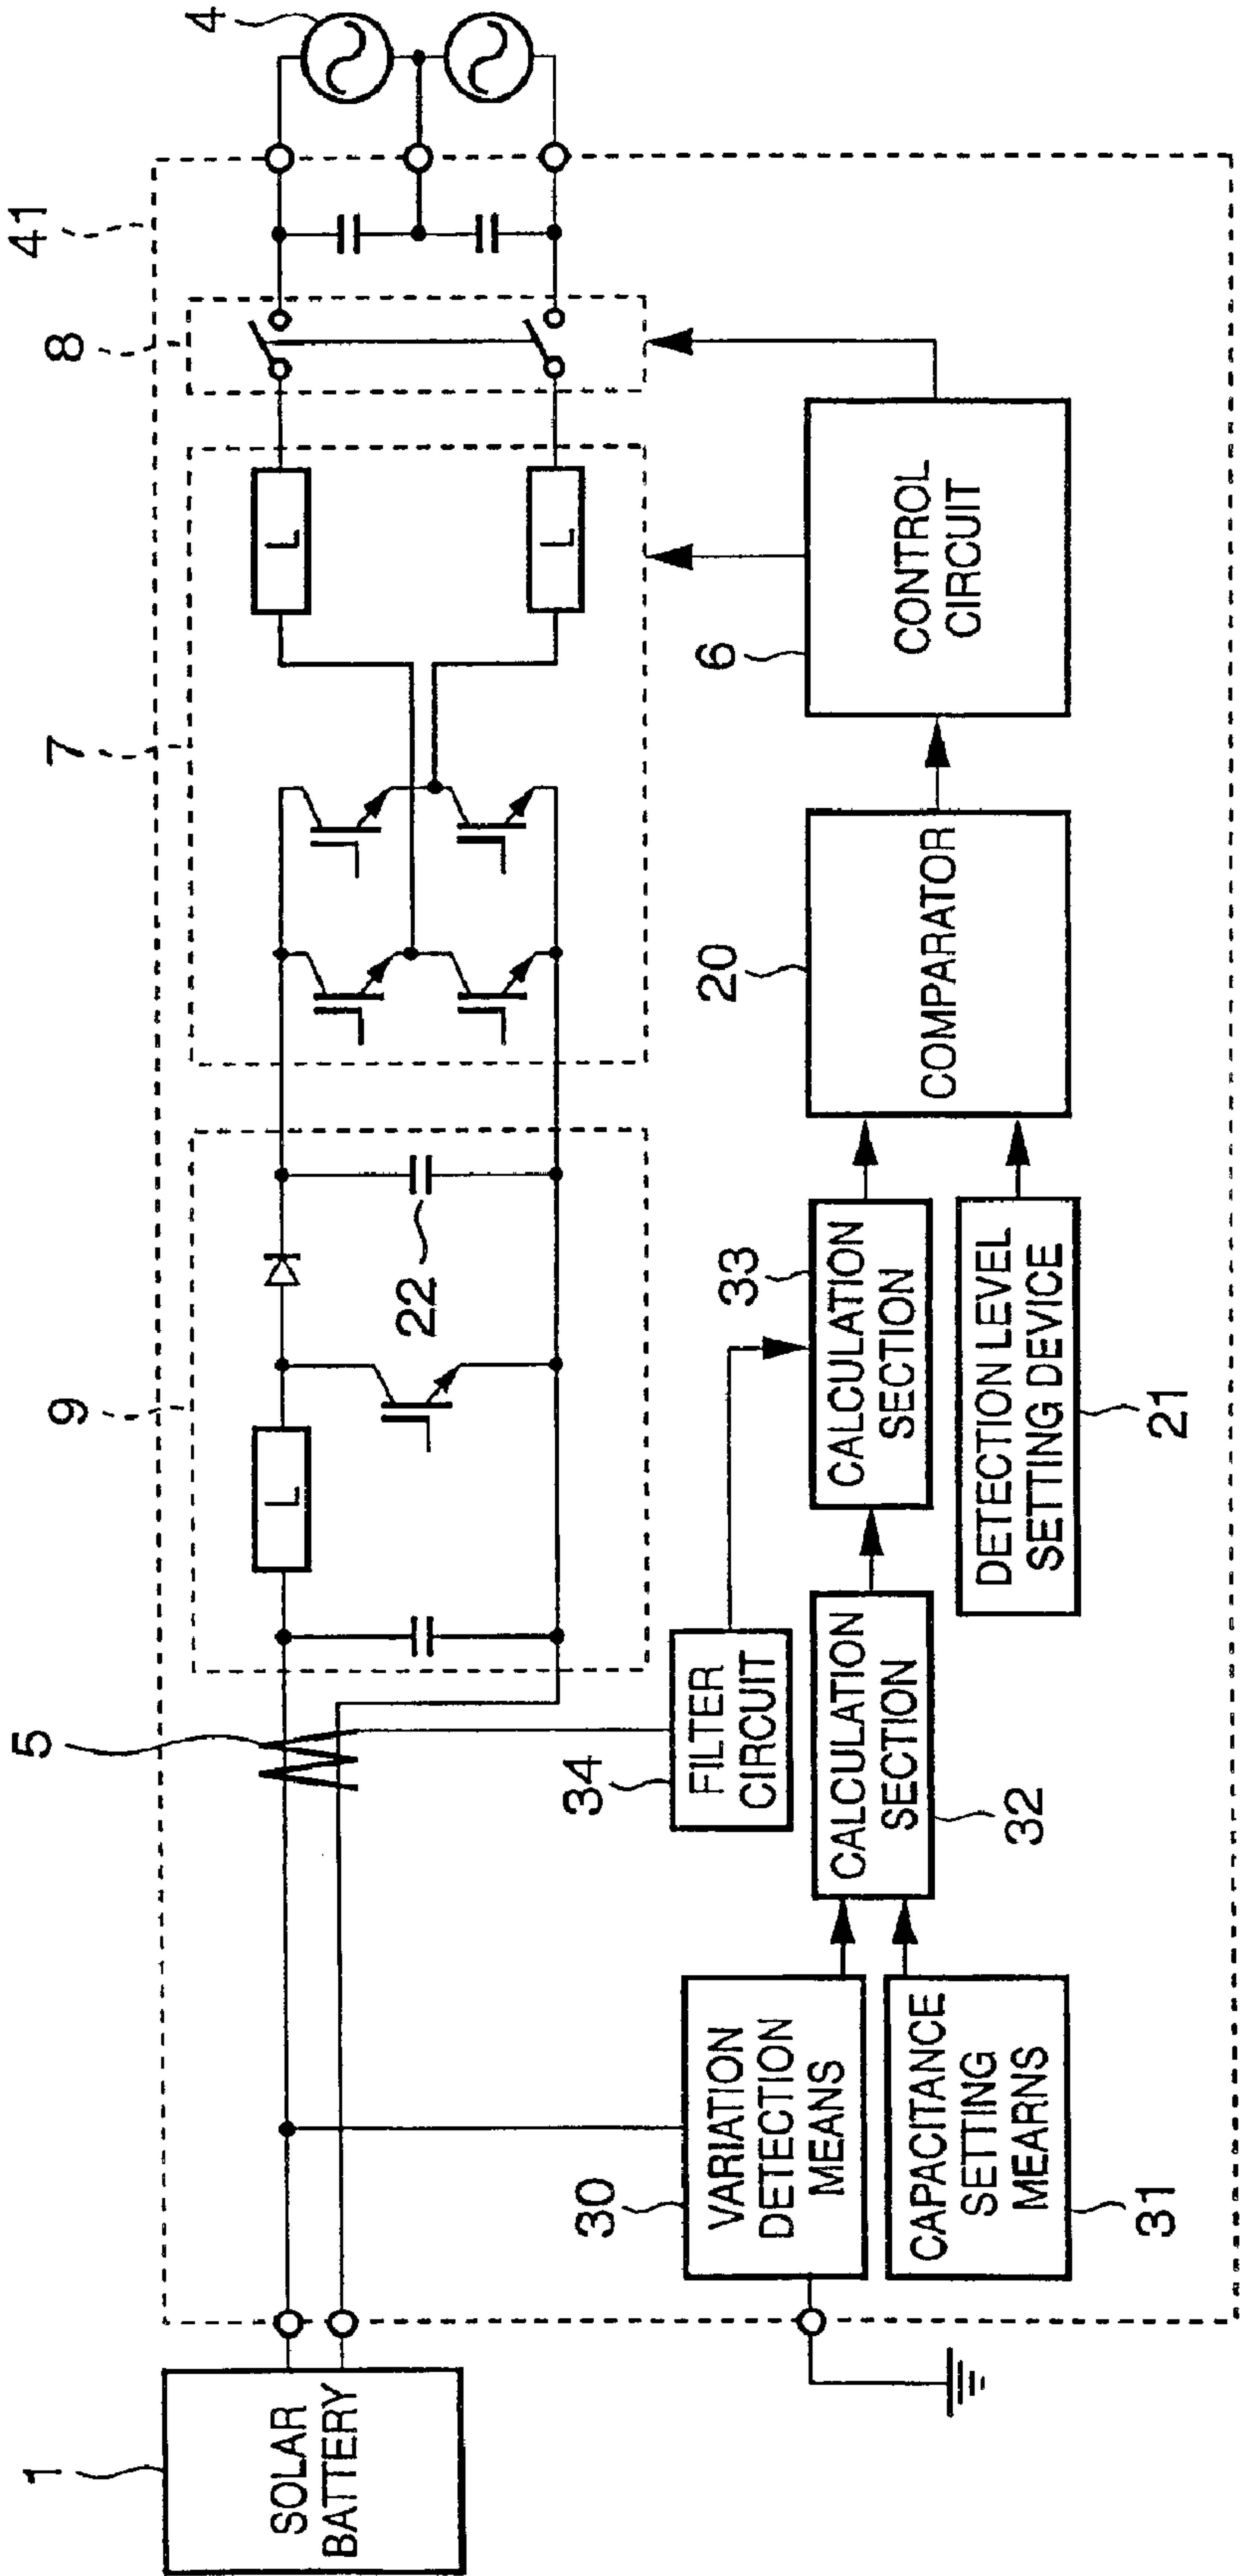 1
SOLAR
BATTERY
5
9
L
22
7
L
L
8
41
4
30
VARIATION
DETECTION
MEANS
CAPACITANCE
SETTING
MEARNS
31
34
FILTER
CIRCUIT
CALCULATION
SECTION
32
33
CALCULATION
SECTION
DETECTION LEVEL
SETTING DEVICE
21
20
COMPARATOR
6
CONTROL
CIRCUIT